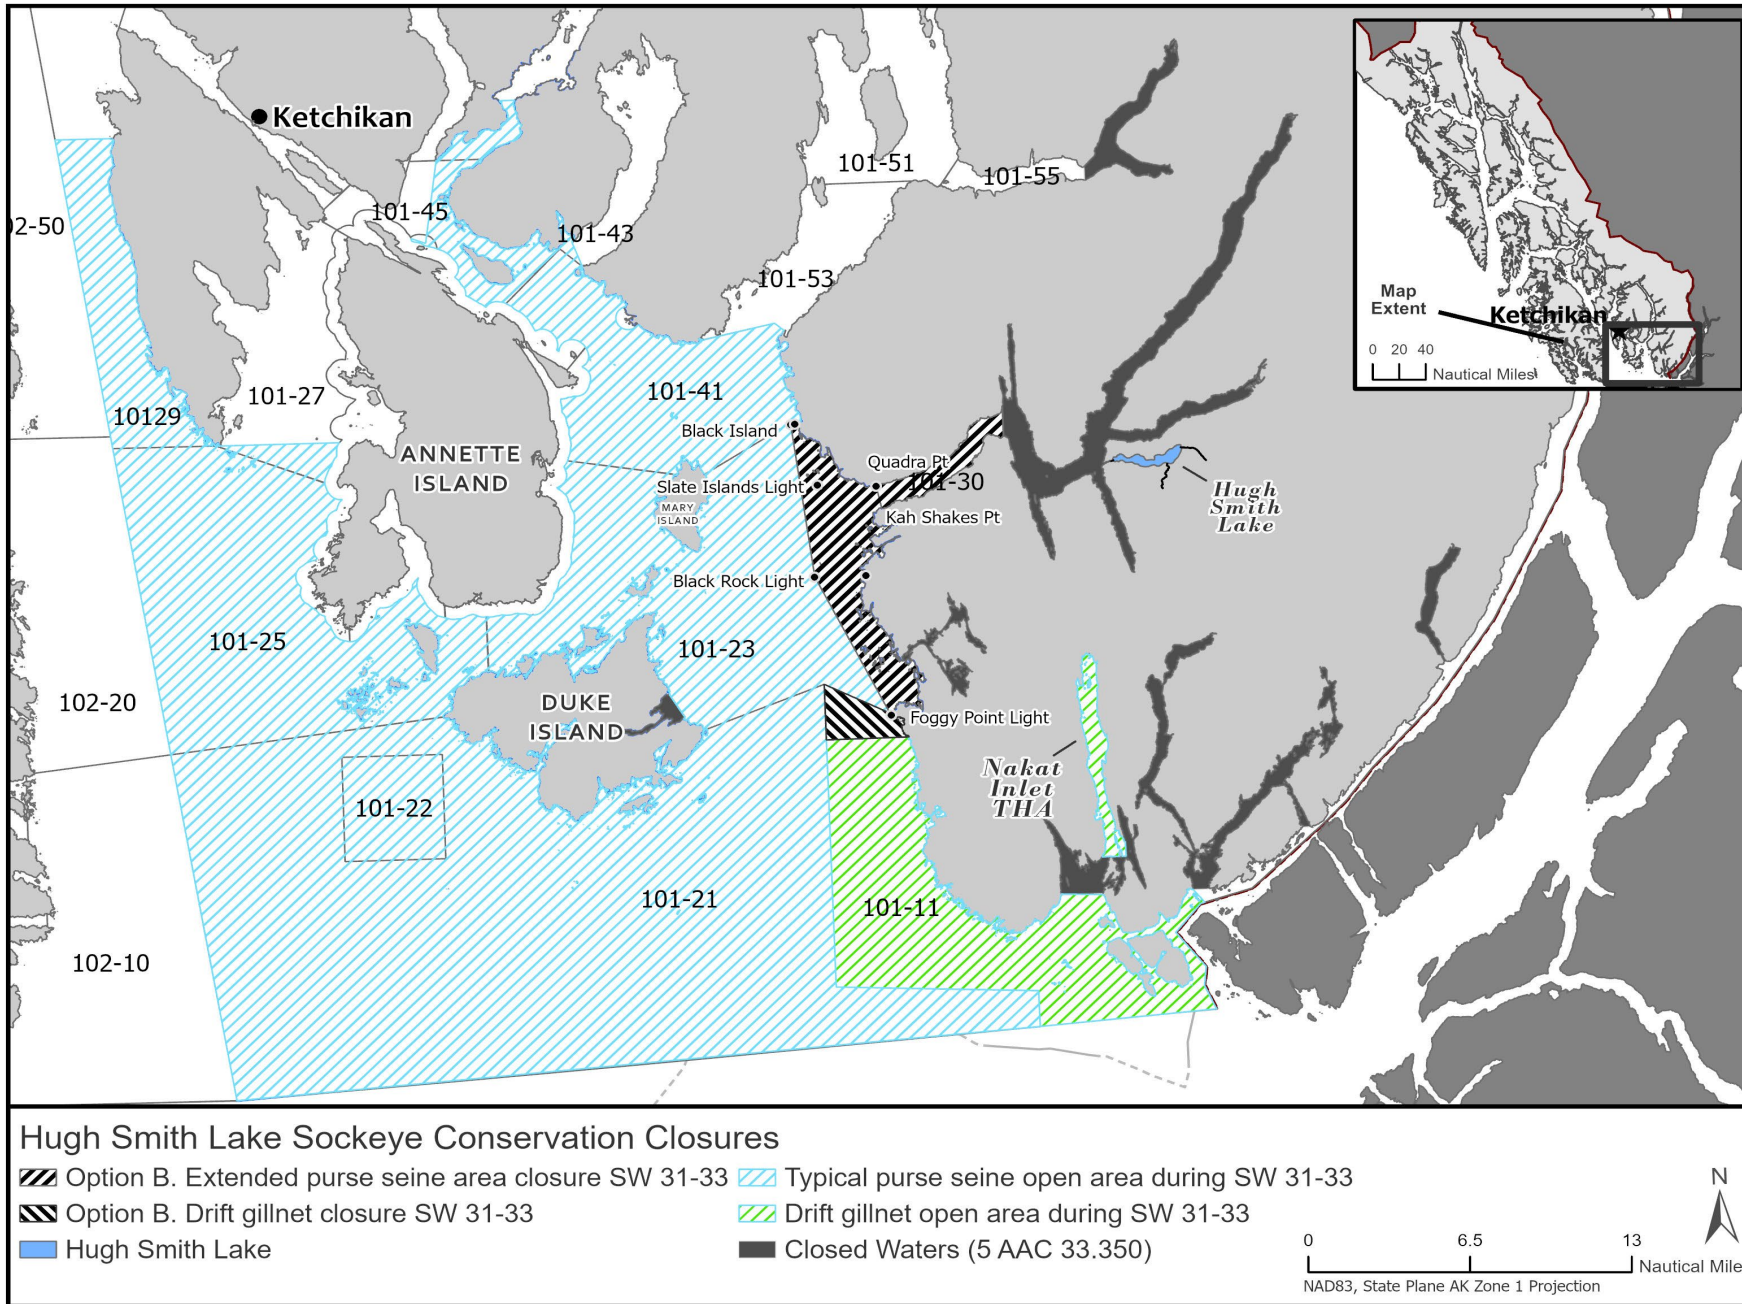 Ketchikan
101-51
101-55
101-45
02-50
101-43
101-53
Map
Extent
Ketchikan
0 20 40
Nautical Miles
101-27
101-41
10129
Black Island
ANNETTE
ISLAND
Quadra Pt
101-30
Slate Islands Light
MARY
ISLAND
Kah Shakes Pt
Hugh
Smith
Lake
Black Rock Light
101-25
101-23
102-20
DUKE
ISLAND
Foggy Point Light
Nakat
Inlet
THA
101-22
101-21
101-11
102-10
Hugh Smith Lake Sockeye Conservation Closures
Option B. Extended purse seine area closure SW 31-33
Typical purse seine open area during SW 31-33
Option B. Drift gillnet closure SW 31-33
Drift gillnet open area during SW 31-33
Hugh Smith Lake
Closed Waters (5 AAC 33.350)
N
0 6.5 13
Nautical Mile
NAD83, State Plane AK Zone 1 Projection